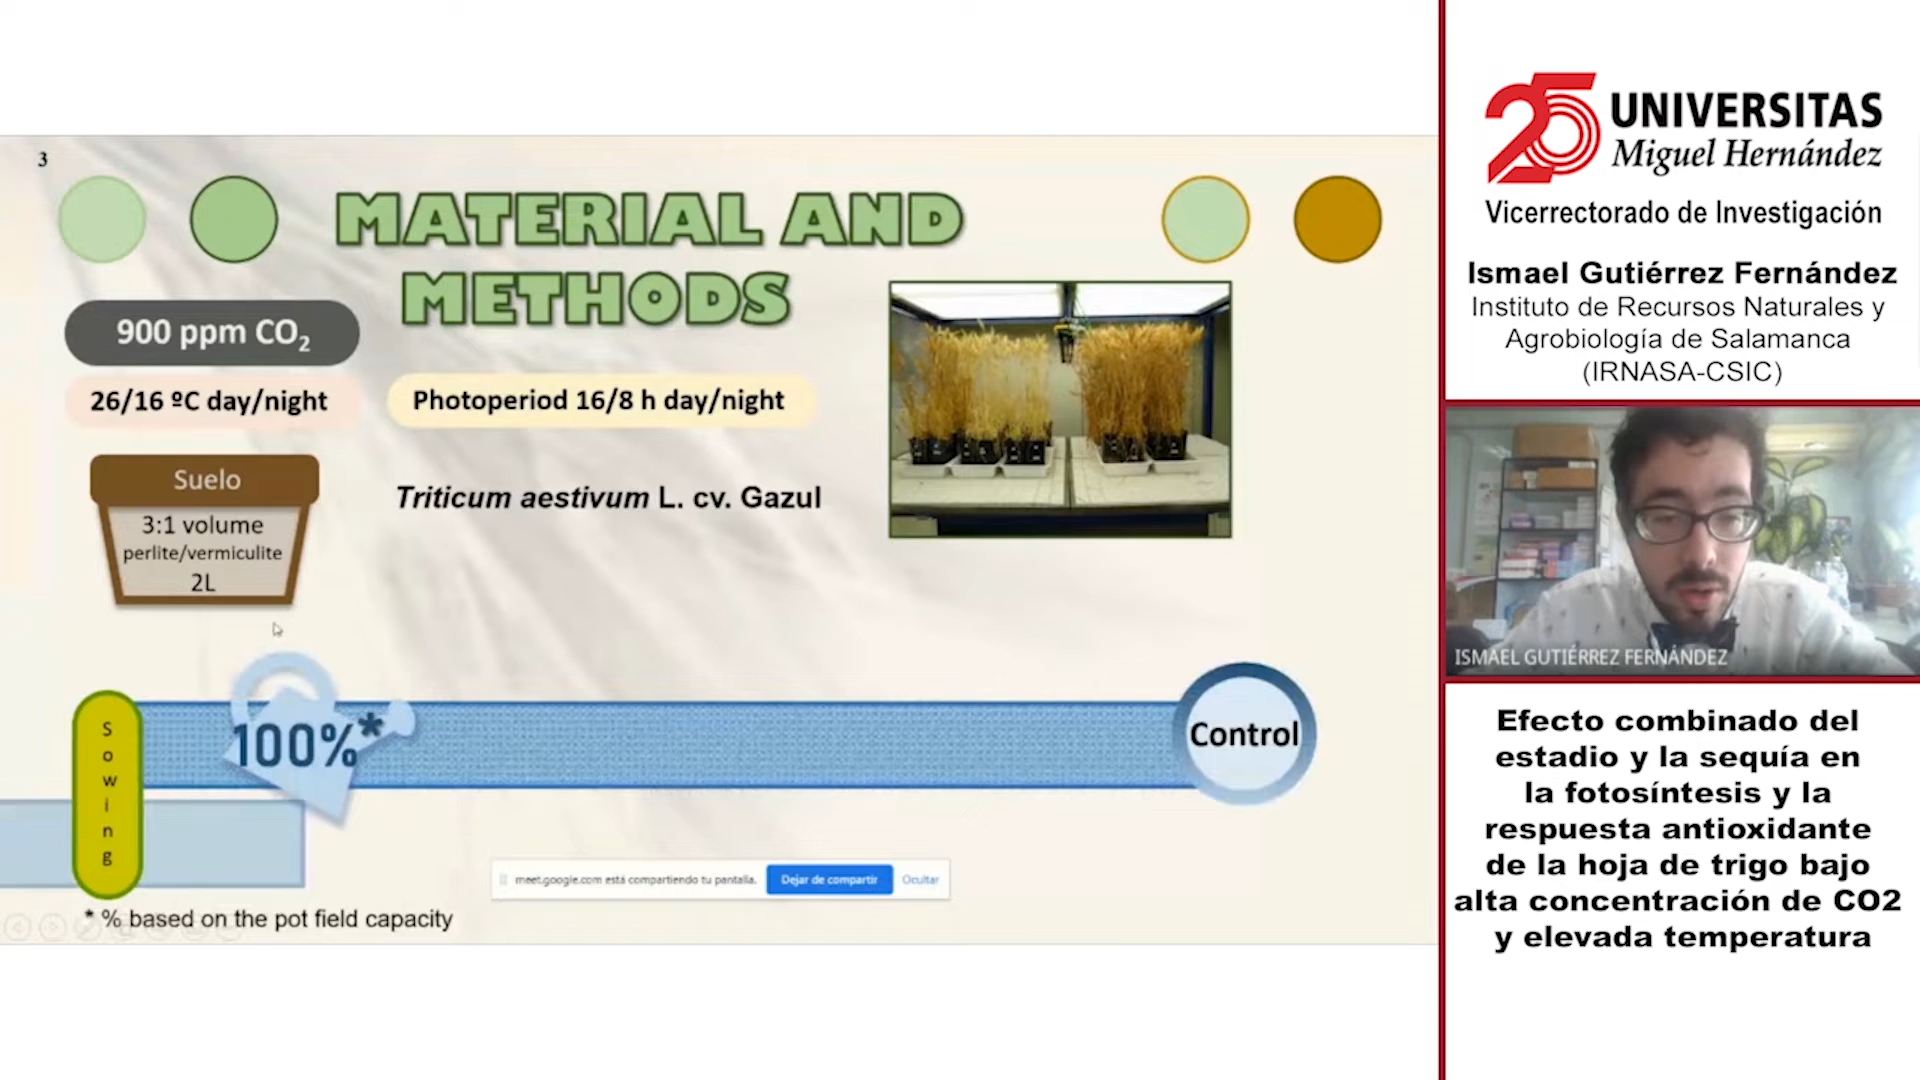 3
MATERIAL AND
METHODS
900 ppm CO₂
26/16 ºC day/night
Photoperiod 16/8 h day/night
Suelo
3:1 volume
perlite/vermiculite
2L
Triticum aestivum L. cv. Gazul
Sowing
100%*
Control
meet.google.com está compartiendo tu pantalla.
Dejar de compartir
Ocultar
* % based on the pot field capacity
25 UNIVERSITAS
Miguel Hernández
Vicerrectorado de Investigación
Ismael Gutiérrez Fernández
Instituto de Recursos Naturales y
Agrobiología de Salamanca
(IRNASA-CSIC)
ISMAEL GUTIÉRREZ FERNÁNDEZ
Efecto combinado del
estadio y la sequía en
la fotosíntesis y la
respuesta antioxidante
de la hoja de trigo bajo
alta concentración de CO2
y elevada temperatura